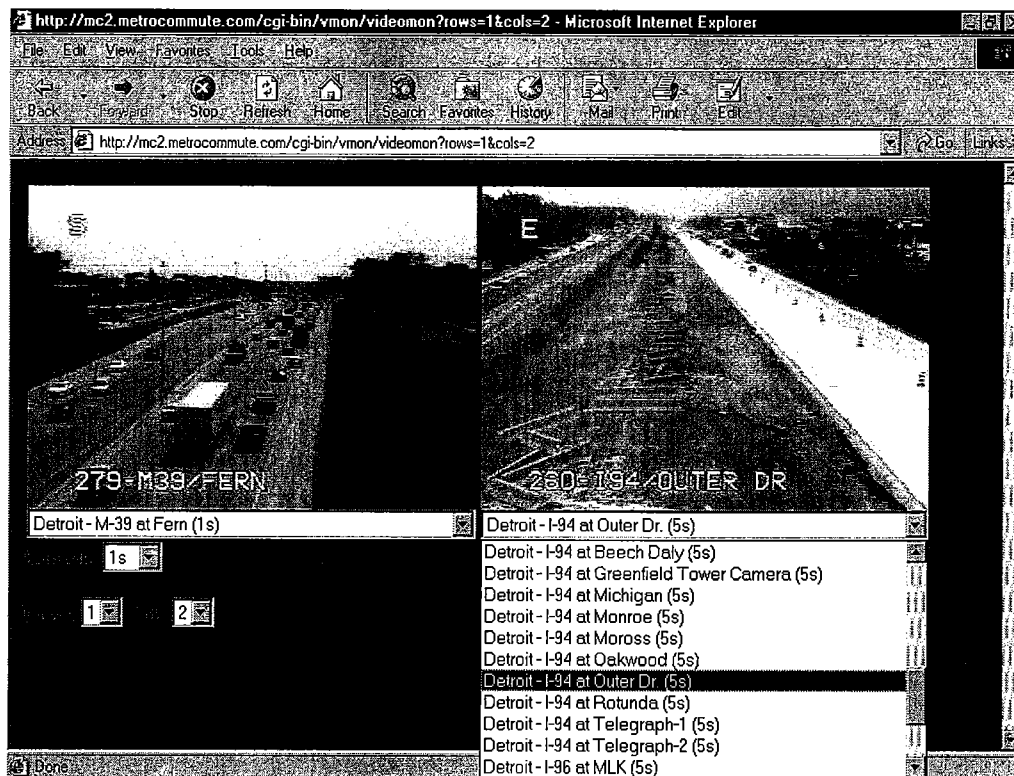 http://mc2.metrocommute.com/cgi-bin/vmon/videomon?rows=1&cols=2 - Microsoft Internet Explorer
File Edit View Favorites Tools Help
Back Forward Stop Refresh Home Search Favorites History Mail Print Edit
Address http://mc2.metrocommute.com/cgi-bin/vmon/videomon?rows=1&cols=2 Go Links
S E
279-M39/FERN 280-I94/OUTER DR
Detroit - M-39 at Fern (1s) Detroit - I-94 at Outer Dr. (5s)
1s
1 2
Detroit - I-94 at Beech Daly (5s)
Detroit - I-94 at Greenfield Tower Camera (5s)
Detroit - I-94 at Michigan (5s)
Detroit - I-94 at Monroe (5s)
Detroit - I-94 at Moross (5s)
Detroit - I-94 at Oakwood (5s)
Detroit - I-94 at Outer Dr. (5s)
Detroit - I-94 at Rotunda (5s)
Detroit - I-94 at Telegraph-1 (5s)
Detroit - I-94 at Telegraph-2 (5s)
Detroit - I-96 at MLK (5s)
Done